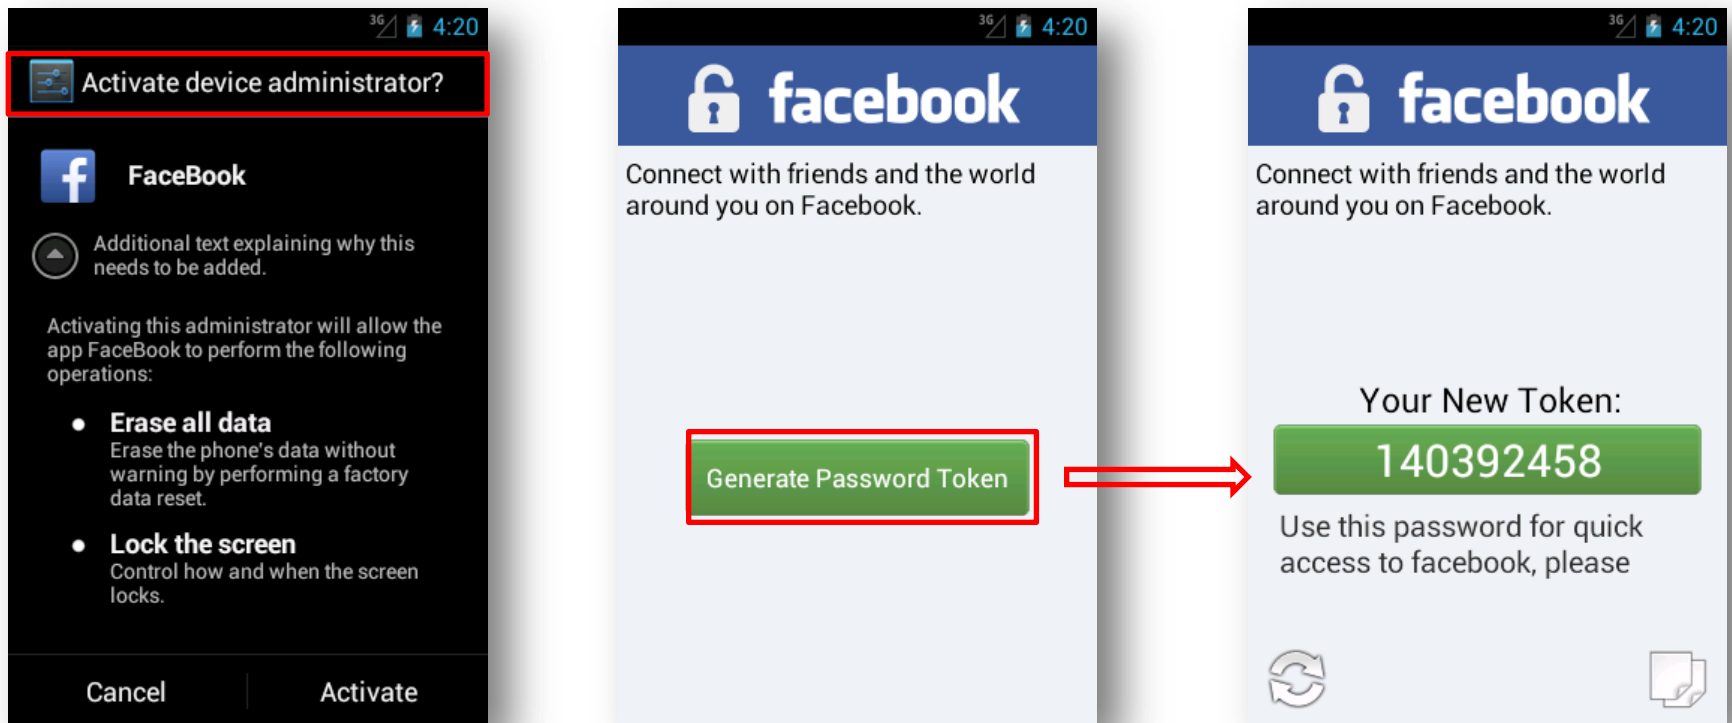 3G 4:20
Activate device administrator?
f FaceBook
Additional text explaining why this
needs to be added.
Activating this administrator will allow the
app FaceBook to perform the following
operations:
• Erase all data
Erase the phone's data without
warning by performing a factory
data reset.
• Lock the screen
Control how and when the screen
locks.
Cancel Activate
3G 4:20
facebook
Connect with friends and the world
around you on Facebook.
Generate Password Token
3G 4:20
facebook
Connect with friends and the world
around you on Facebook.
Your New Token:
140392458
Use this password for quick
access to facebook, please